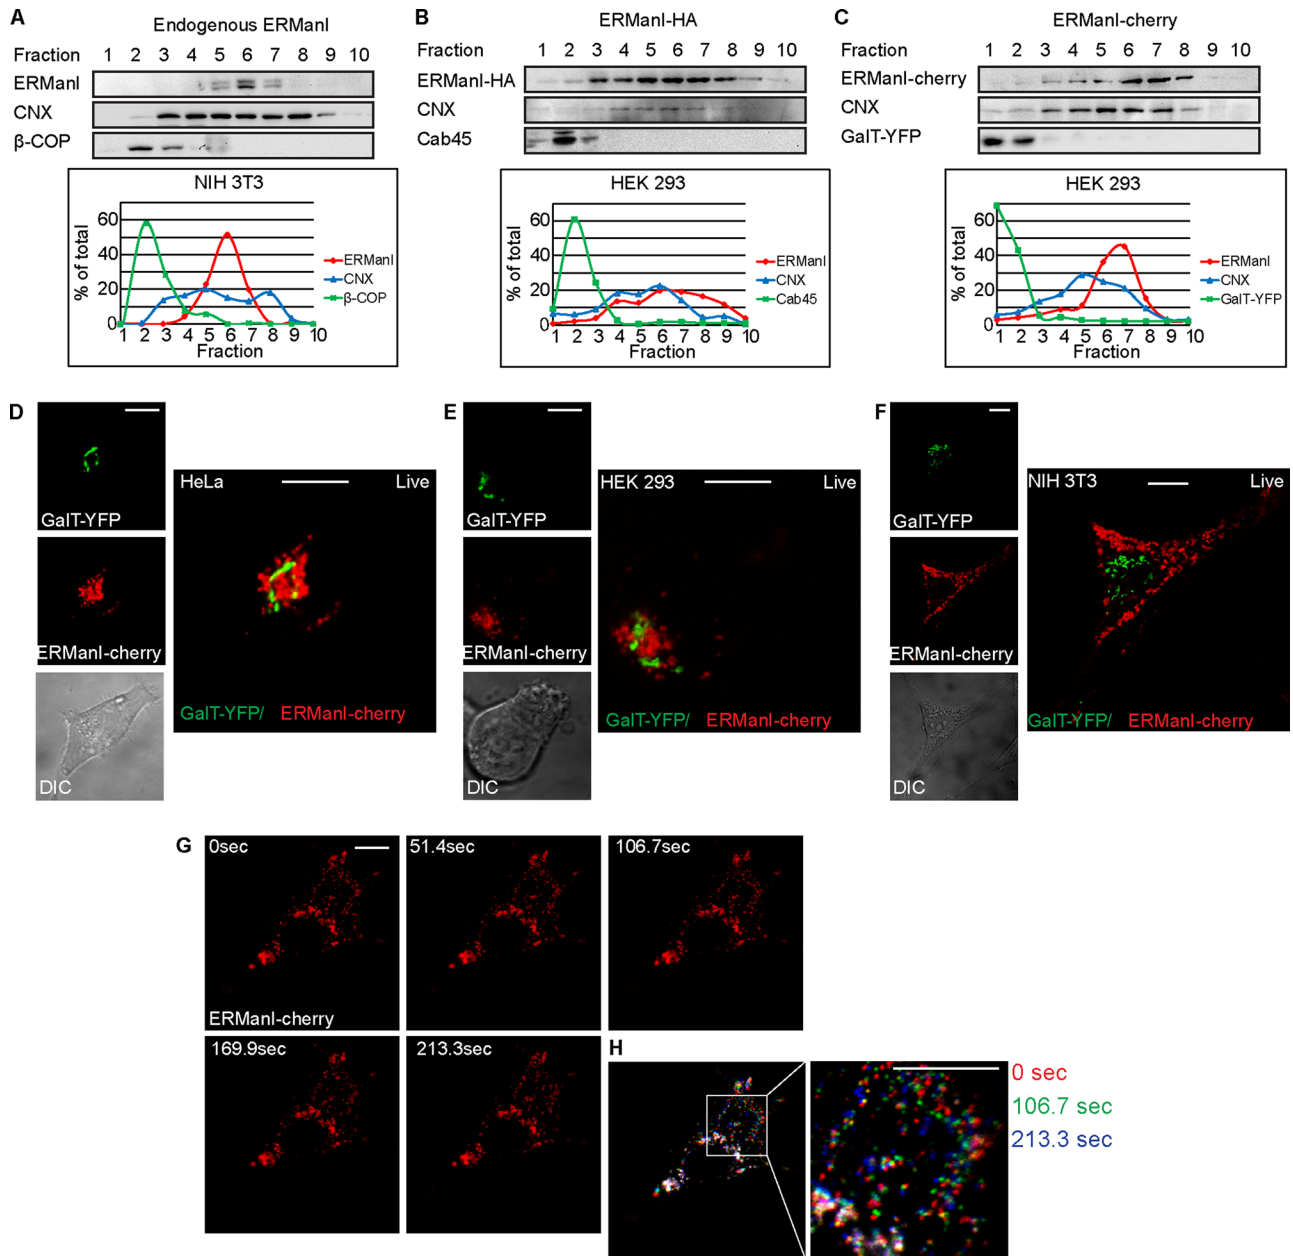 A
Endogenous ERManI
Fraction 1 2 3 4 5 6 7 8 9 10
ERManI
CNX
β-COP
NIH 3T3
% of total
60
40
20
0
1 2 3 4 5 6 7 8 9 10
Fraction
ERManI
CNX
β-COP
B
ERManI-HA
Fraction 1 2 3 4 5 6 7 8 9 10
ERManI-HA
CNX
Cab45
HEK 293
% of total
60
40
20
0
1 2 3 4 5 6 7 8 9 10
Fraction
ERManI
CNX
Cab45
C
ERManI-cherry
Fraction 1 2 3 4 5 6 7 8 9 10
ERManI-cherry
CNX
GalT-YFP
HEK 293
% of total
60
40
20
0
1 2 3 4 5 6 7 8 9 10
Fraction
ERManI
CNX
GalT-YFP
D
GalT-YFP
ERManI-cherry
DIC
HeLa Live
GalT-YFP/ ERManI-cherry
E
GalT-YFP
ERManI-cherry
DIC
HEK 293 Live
GalT-YFP/ ERManI-cherry
F
GalT-YFP
ERManI-cherry
DIC
NIH 3T3 Live
GalT-YFP/ ERManI-cherry
G
0sec
ERManI-cherry
51.4sec
106.7sec
169.9sec
213.3sec
H
0 sec
106.7 sec
213.3 sec